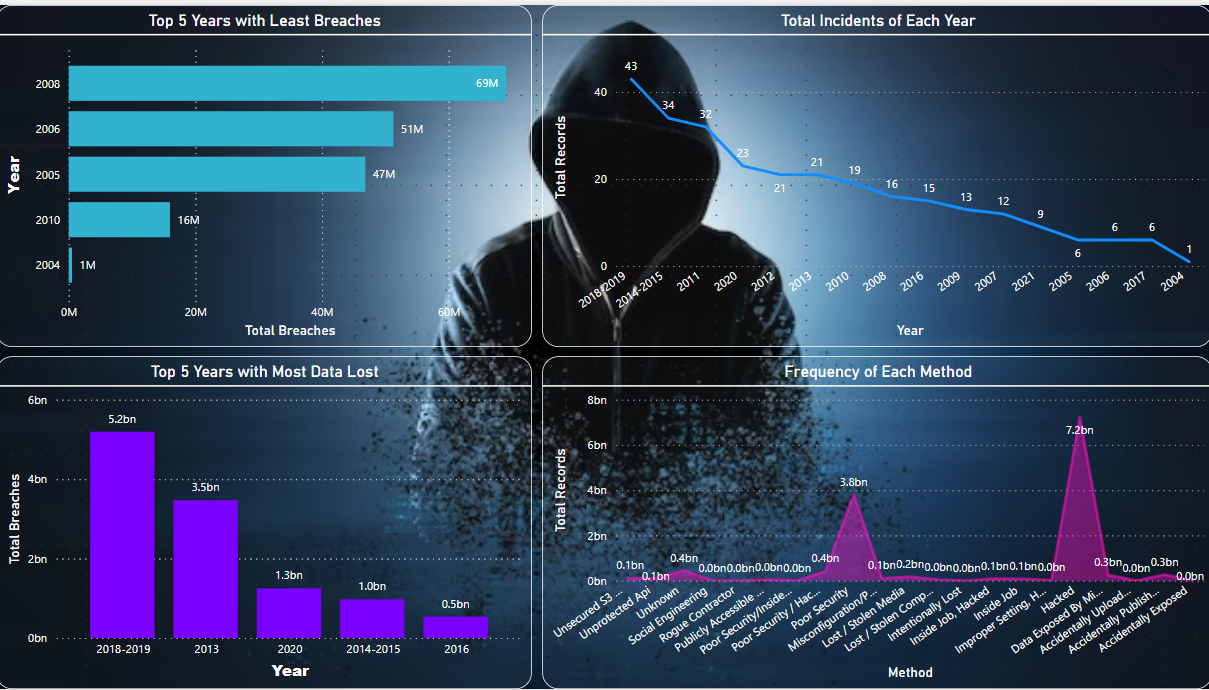 Top 5 Years with Least Breaches
Year
2008
69M
2006
51M
2005
47M
2010
16M
2004
1M
0M
20M
40M
60M
Total Breaches
Total Incidents of Each Year
Total Records
40
20
0
43
34
32
23
21
21
19
16
15
13
12
9
6
6
6
1
2018-2019
2014-2015
2011
2020
2012
2013
2010
2008
2016
2009
2007
2021
2005
2006
2017
2004
Year
Top 5 Years with Most Data Lost
Total Breaches
6bn
4bn
2bn
0bn
5.2bn
3.5bn
1.3bn
1.0bn
0.5bn
2018-2019
2013
2020
2014-2015
2016
Year
Frequency of Each Method
Total Records
8bn
6bn
4bn
2bn
0bn
0.1bn
0.1bn
0.4bn
0.0bn
0.0bn
0.0bn
0.0bn
0.4bn
3.8bn
0.1bn
0.2bn
0.0bn
0.0bn
0.1bn
0.1bn
0.0bn
7.2bn
0.3bn
0.0bn
0.3bn
0.0bn
Unsecured S3 ...
Unprotected Api
Unknown
Social Engineering
Rogue Contractor
Publicly Accessible ...
Poor Security/Inside...
Poor Security / Hac...
Poor Security
Misconfiguration/P...
Lost / Stolen Media
Lost / Stolen Comp...
Intentionally Lost
Inside Job, Hacked
Inside Job
Improper Setting, H...
Hacked
Data Exposed By Mi...
Accidentally Upload...
Accidentally Publish...
Accidentally Exposed
Method